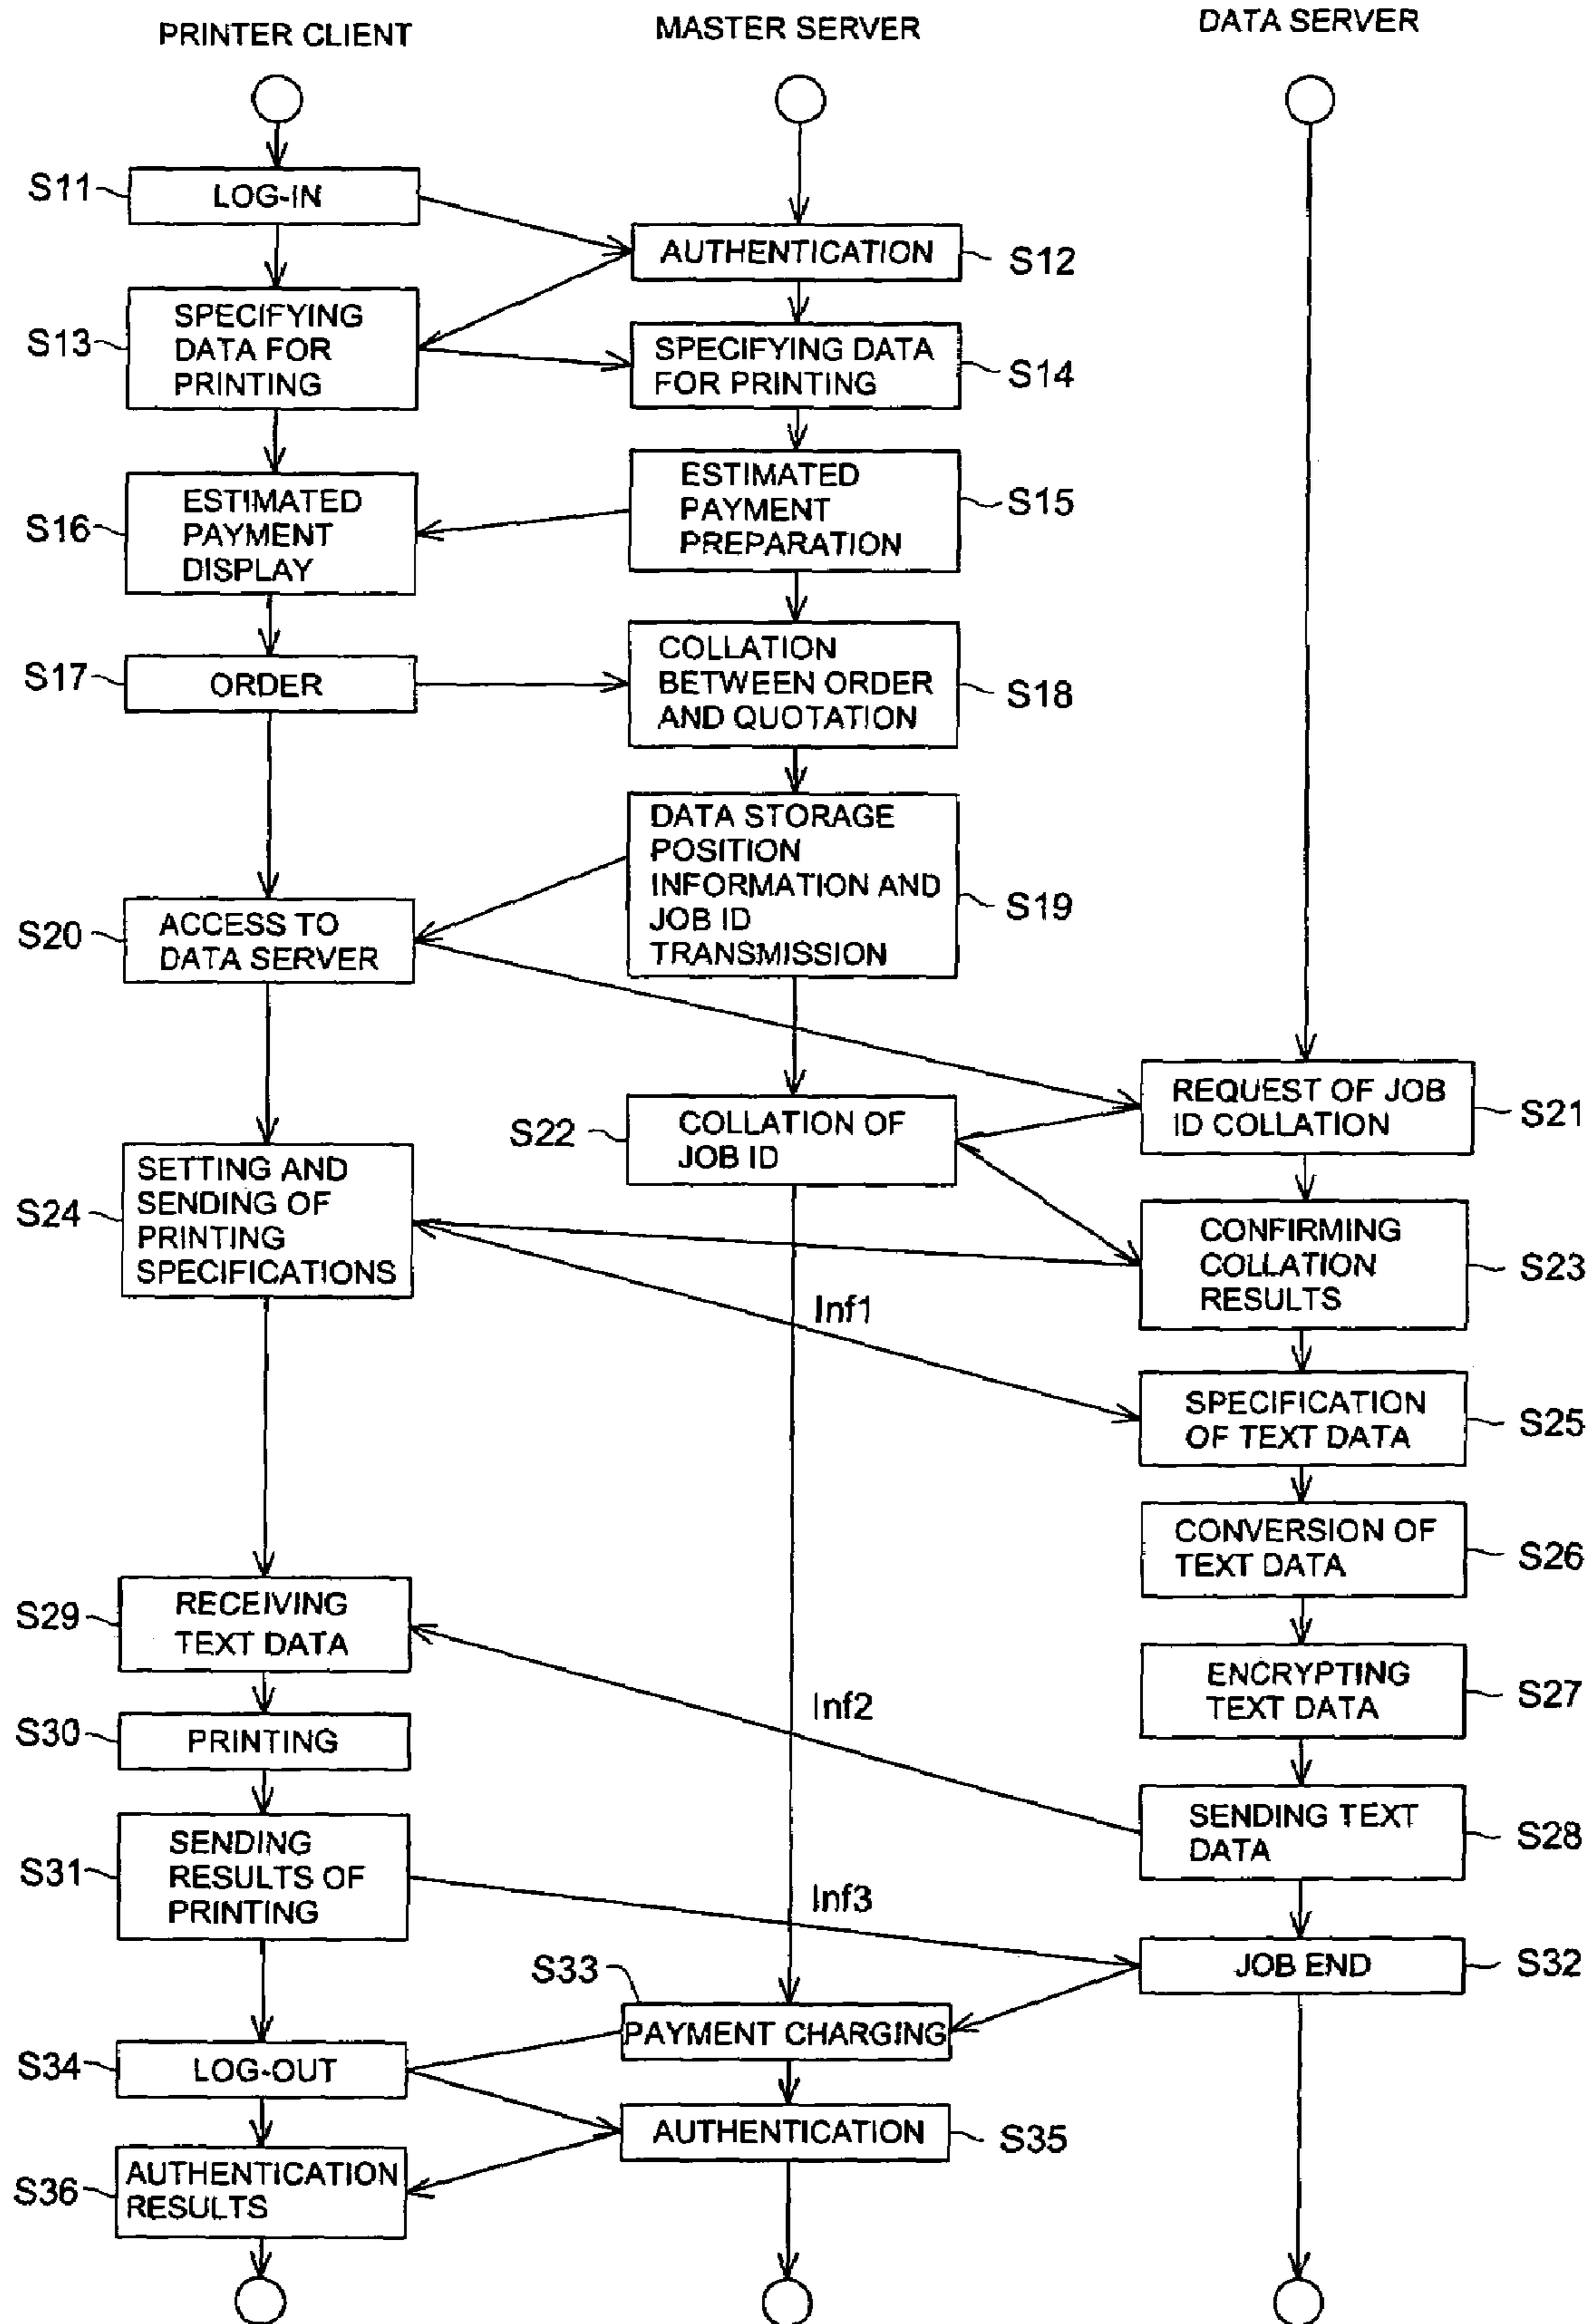 PRINTER CLIENT
MASTER SERVER
DATA SERVER
S11
LOG-IN
AUTHENTICATION
S12
S13
SPECIFYING
DATA FOR
PRINTING
SPECIFYING DATA
FOR PRINTING
S14
S16
ESTIMATED
PAYMENT
DISPLAY
ESTIMATED
PAYMENT
PREPARATION
S15
S17
ORDER
COLLATION
BETWEEN ORDER
AND QUOTATION
S18
DATA STORAGE
POSITION
INFORMATION AND
JOB ID
TRANSMISSION
S19
S20
ACCESS TO
DATA SERVER
REQUEST OF JOB
ID COLLATION
S21
S22
COLLATION OF
JOB ID
S24
SETTING AND
SENDING OF
PRINTING
SPECIFICATIONS
CONFIRMING
COLLATION
RESULTS
S23
Inf1
SPECIFICATION
OF TEXT DATA
S25
CONVERSION OF
TEXT DATA
S26
S29
RECEIVING
TEXT DATA
ENCRYPTING
TEXT DATA
S27
Inf2
S30
PRINTING
SENDING TEXT
DATA
S28
S31
SENDING
RESULTS OF
PRINTING
Inf3
JOB END
S32
S33
PAYMENT CHARGING
S34
LOG-OUT
AUTHENTICATION
S35
S36
AUTHENTICATION
RESULTS